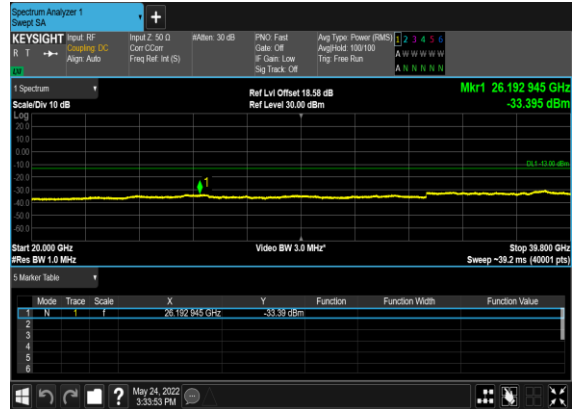 Spectrum Analyzer 1
Swept SA
+
KEYSIGHT Input: RF Input Z: 50 Ω #Atten: 30 dB PNO: Fast Avg Type: Power (RMS) 1 2 3 4 5 6
R T Coupling: DC Corr CCorr Gate: Off Avg|Hold: 100/100 A W W W W W
Align: Auto Freq Ref: Int (S) IF Gain: Low Trig: Free Run
Sig Track: Off A N N N N N
1 Spectrum Ref Lvl Offset 18.58 dB Mkr1 26.192 945 GHz
Scale/Div 10 dB Ref Level 30.00 dBm -33.395 dBm
Log
20.0
10.0
0.00
-10.0 DL1 -13.00 dBm
-20.0
-30.0 1
-40.0
-50.0
-60.0
Start 20.000 GHz Video BW 3.0 MHz* Stop 39.800 GHz
#Res BW 1.0 MHz Sweep ~39.2 ms (40001 pts)
5 Marker Table
Mode Trace Scale X Y Function Function Width Function Value
1 N 1 f 26.192 945 GHz -33.39 dBm
2
3
4
5
6
? May 24, 2022
3:33:53 PM